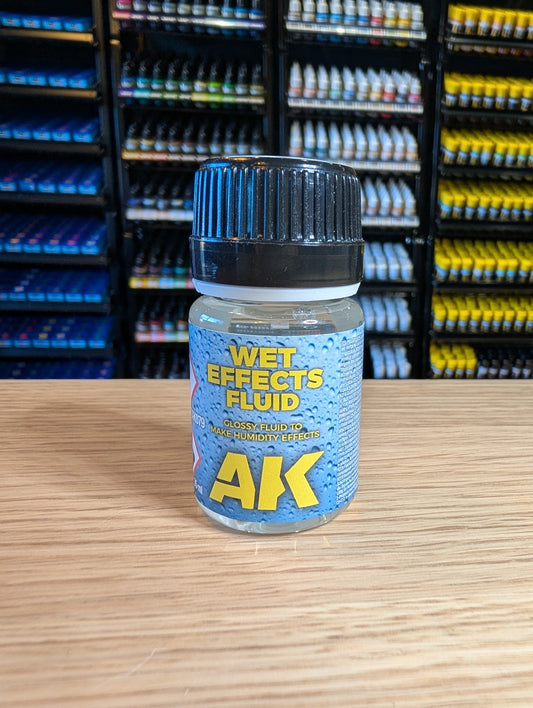 WET
EFFECTS
FLUID
GLOSSY FLUID TO
MAKE HUMIDITY EFFECTS
AK